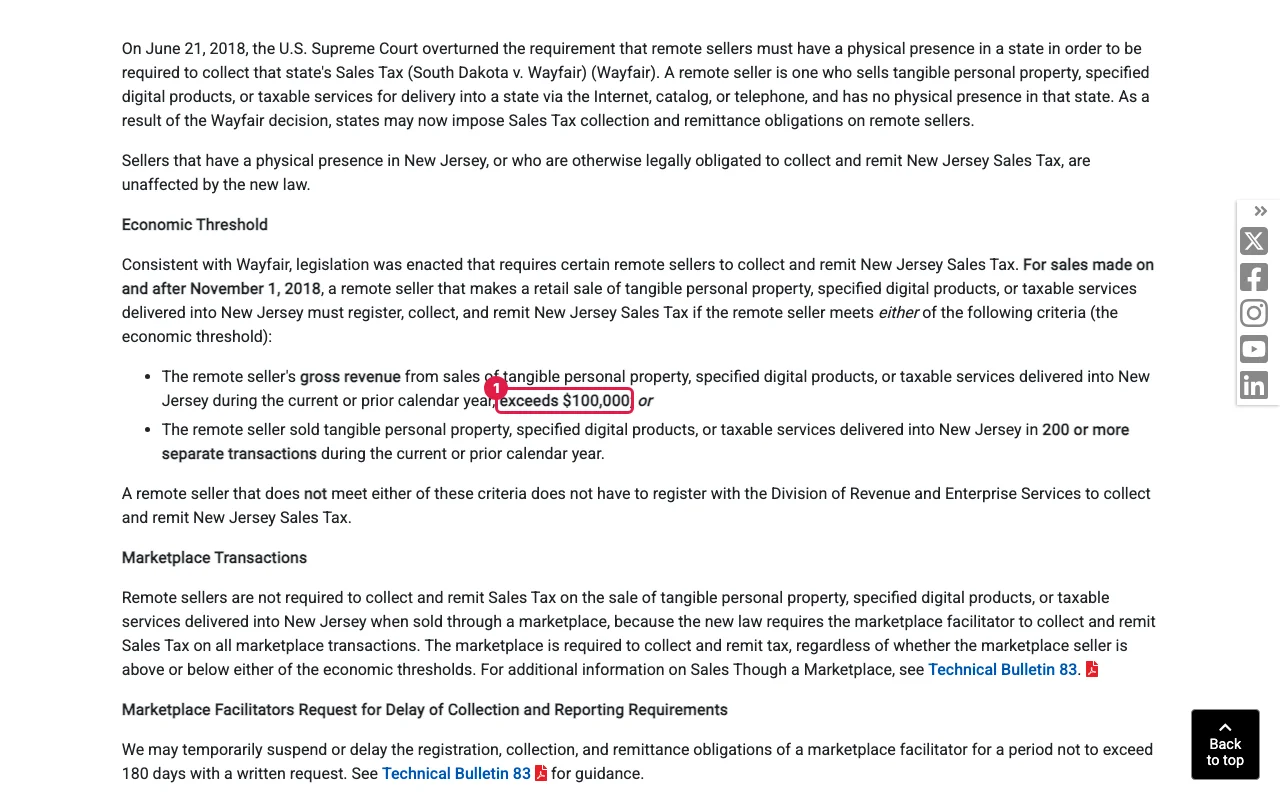 On June 21, 2018, the U.S. Supreme Court overturned the requirement that remote sellers must have a physical presence in a state in order to be
required to collect that state's Sales Tax (South Dakota v. Wayfair) (Wayfair). A remote seller is one who sells tangible personal property, specified
digital products, or taxable services for delivery into a state via the Internet, catalog, or telephone, and has no physical presence in that state. As a
result of the Wayfair decision, states may now impose Sales Tax collection and remittance obligations on remote sellers.
Sellers that have a physical presence in New Jersey, or who are otherwise legally obligated to collect and remit New Jersey Sales Tax, are
unaffected by the new law.
Economic Threshold
Consistent with Wayfair, legislation was enacted that requires certain remote sellers to collect and remit New Jersey Sales Tax. For sales made on
and after November 1, 2018, a remote seller that makes a retail sale of tangible personal property, specified digital products, or taxable services
delivered into New Jersey must register, collect, and remit New Jersey Sales Tax if the remote seller meets either of the following criteria (the
economic threshold):
• The remote seller's gross revenue from sales of tangible personal property, specified digital products, or taxable services delivered into New
1
Jersey during the current or prior calendar year, exceeds $100,000, or
• The remote seller sold tangible personal property, specified digital products, or taxable services delivered into New Jersey in 200 or more
separate transactions during the current or prior calendar year.
A remote seller that does not meet either of these criteria does not have to register with the Division of Revenue and Enterprise Services to collect
and remit New Jersey Sales Tax.
Marketplace Transactions
Remote sellers are not required to collect and remit Sales Tax on the sale of tangible personal property, specified digital products, or taxable
services delivered into New Jersey when sold through a marketplace, because the new law requires the marketplace facilitator to collect and remit
Sales Tax on all marketplace transactions. The marketplace is required to collect and remit tax, regardless of whether the marketplace seller is
above or below either of the economic thresholds. For additional information on Sales Though a Marketplace, see Technical Bulletin 83.
Marketplace Facilitators Request for Delay of Collection and Reporting Requirements
We may temporarily suspend or delay the registration, collection, and remittance obligations of a marketplace facilitator for a period not to exceed
180 days with a written request. See Technical Bulletin 83 for guidance.
Back
to top